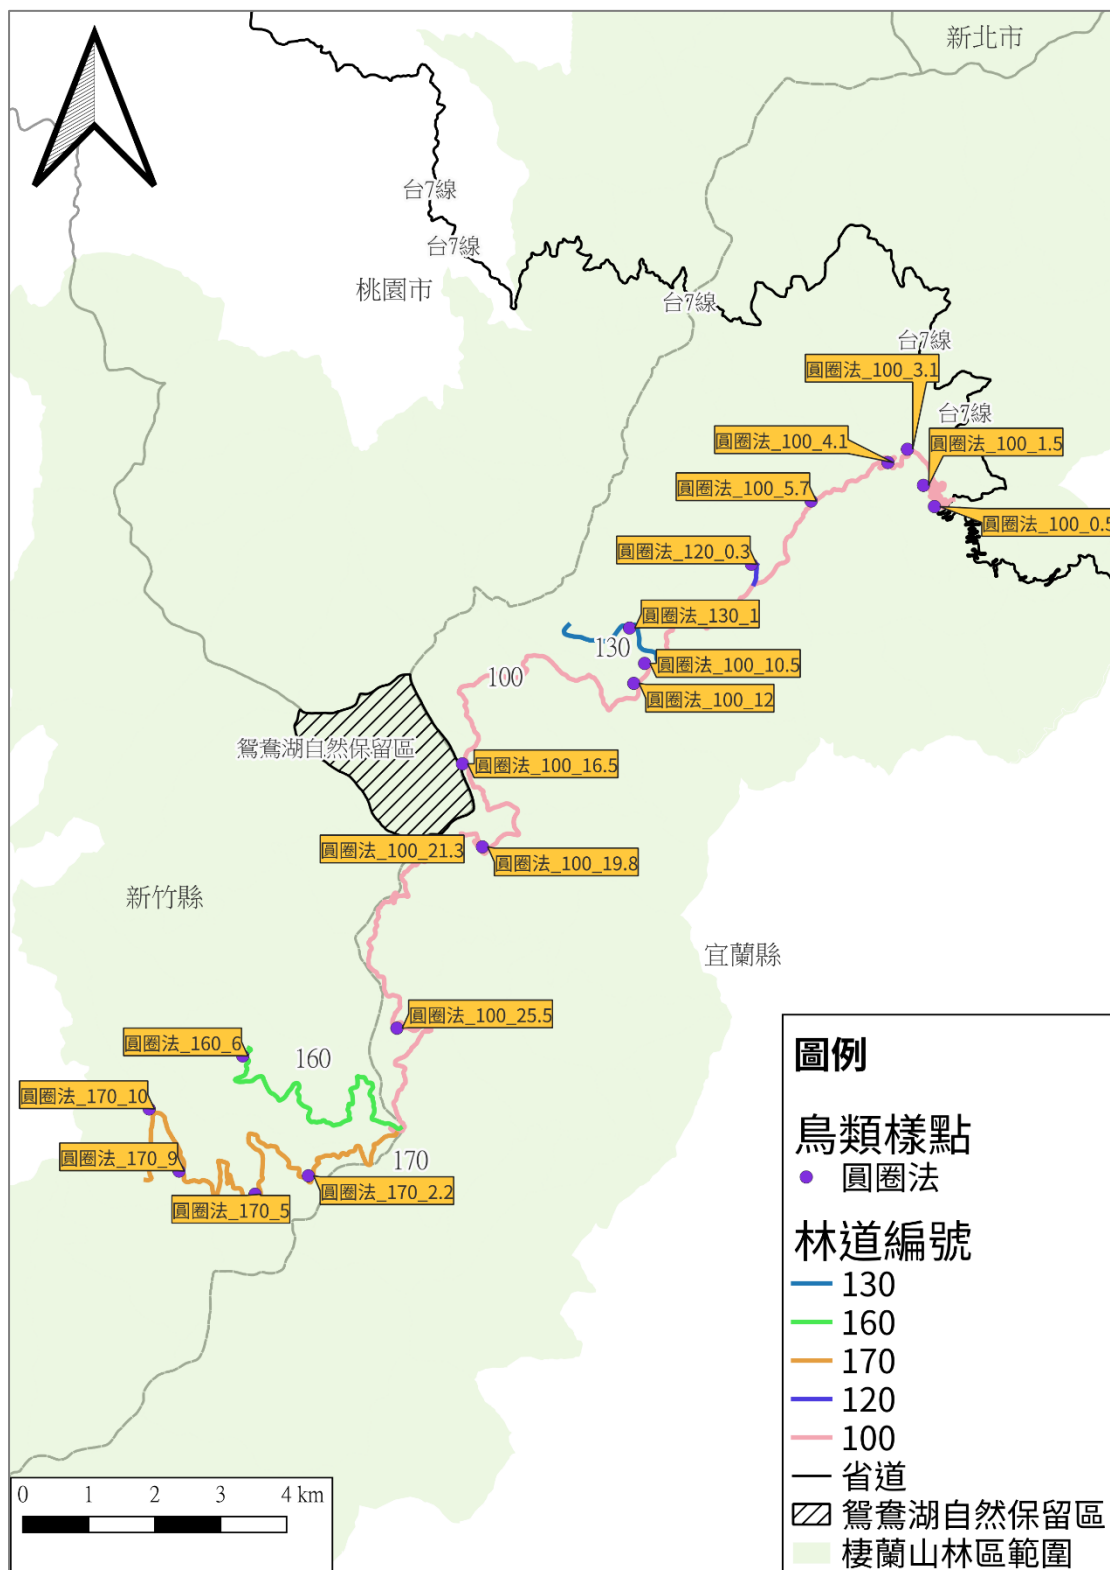 新北市
台7線
台7線
桃園市
台7線
台7線
圓圈法_100_3.1
台7線
圓圈法_100_4.1
圓圈法_100_1.5
圓圈法_100_5.7
圓圈法_100_0.5
圓圈法_120_0.3
圓圈法_130_1
130
圓圈法_100_10.5
100
圓圈法_100_12
鴛鴦湖自然保留區
圓圈法_100_16.5
圓圈法_100_21.3
圓圈法_100_19.8
新竹縣
宜蘭縣
圓圈法_100_25.5
圓圈法_160_6
160
圓圈法_170_10
圓圈法_170_9
170
圓圈法_170_2.2
圓圈法_170_5
圖例
鳥類樣點
圓圈法
林道編號
130
160
170
120
100
省道
鴛鴦湖自然保留區
棲蘭山林區範圍
0 1 2 3 4 km